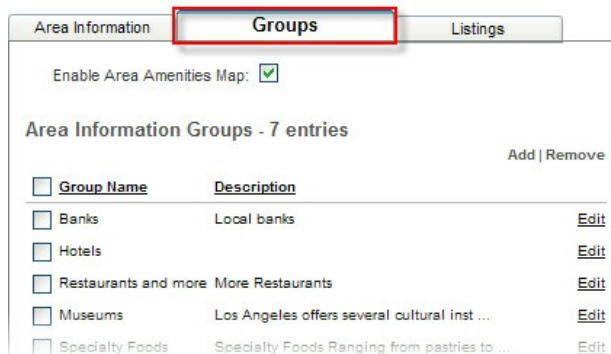 Area Information Groups Listings
Enable Area Amenities Map:
Area Information Groups - 7 entries
Add | Remove
Group Name Description
Banks Local banks Edit
Hotels Edit
Restaurants and more More Restaurants Edit
Museums Los Angeles offers several cultural inst ... Edit
Specialty Foods Specialty Foods Ranging from pastries to ... Edit